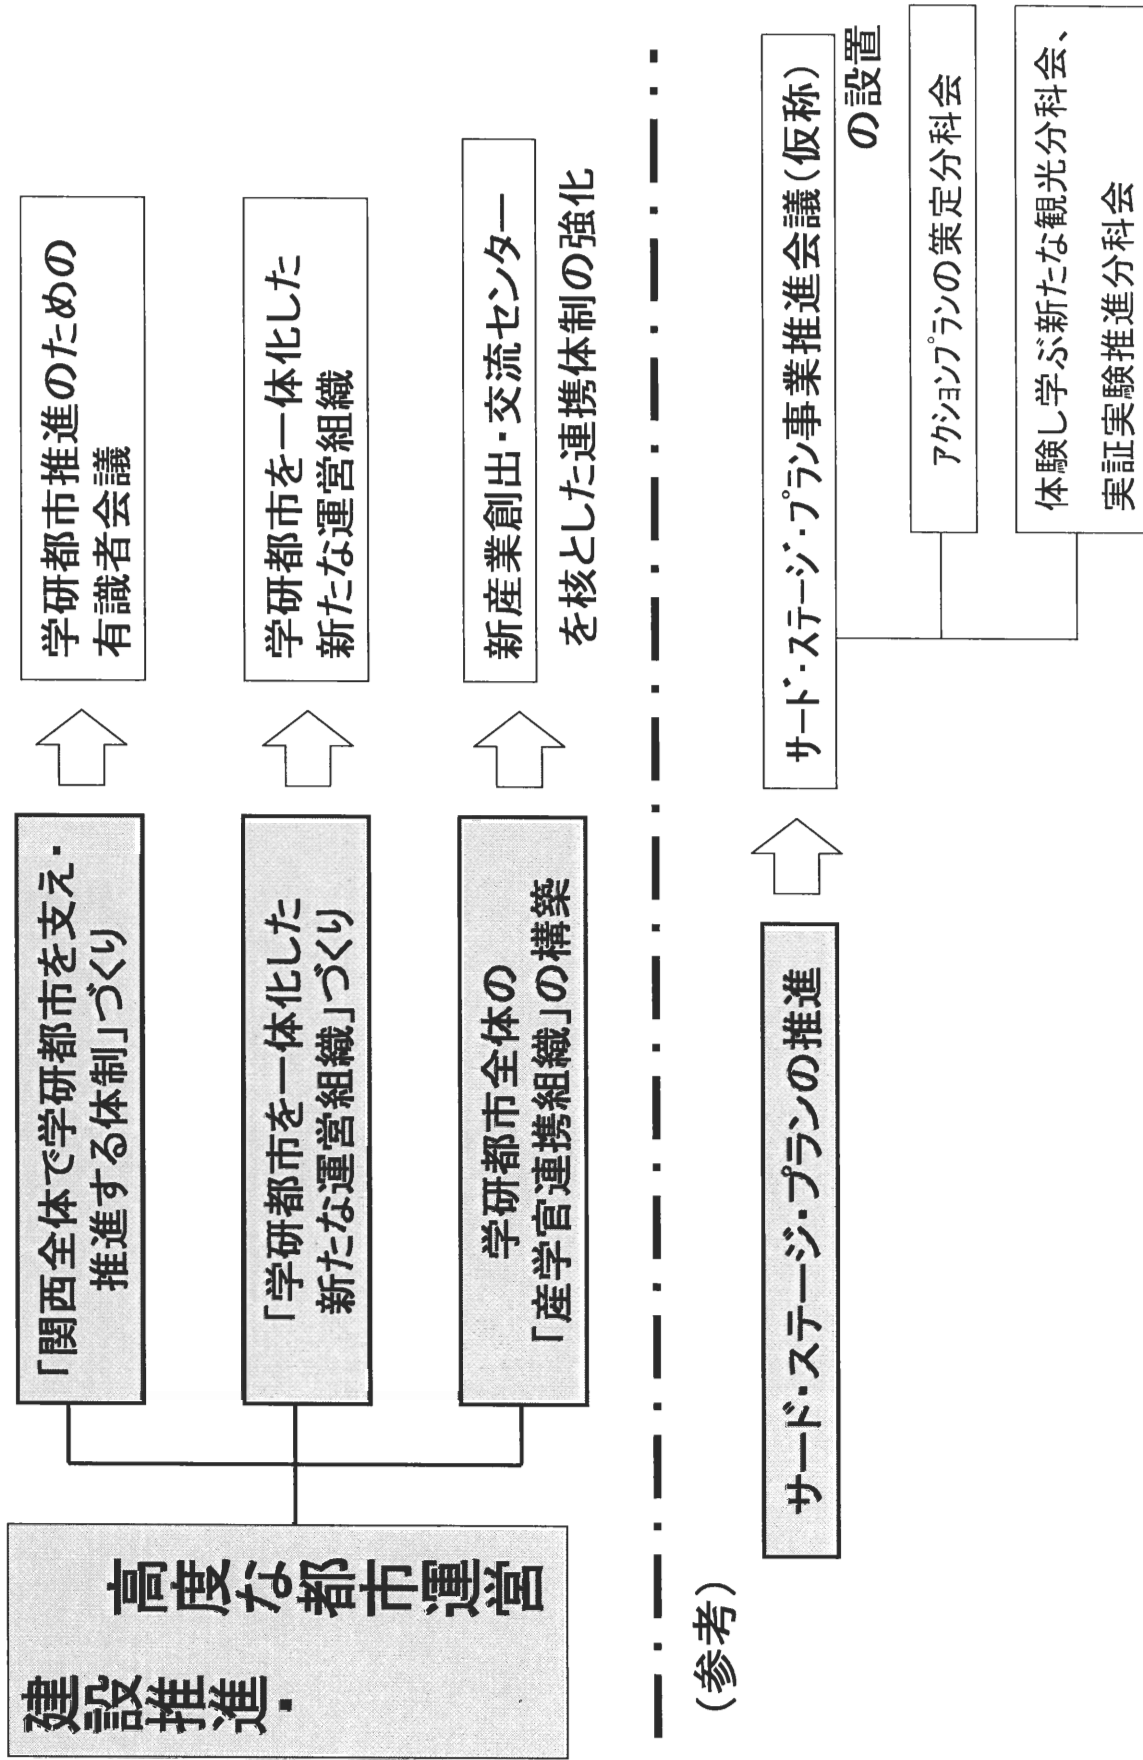 建設推進・
高度な都市運営
「関西全体で学研都市を支え・
推進する体制」づくり
学研都市推進のための
有識者会議
「学研都市を一体化した
新たな運営組織」づくり
学研都市を一体化した
新たな運営組織
学研都市全体の
「産学官連携組織」の構築
新産業創出・交流センター
を核とした連携体制の強化
(参考)
サード・ステージ・プランの推進
サード・ステージ・プラン事業推進会議(仮称)
の設置
アクションプランの策定分科会
体験し学ぶ新たな観光分科会、
実証実験推進分科会